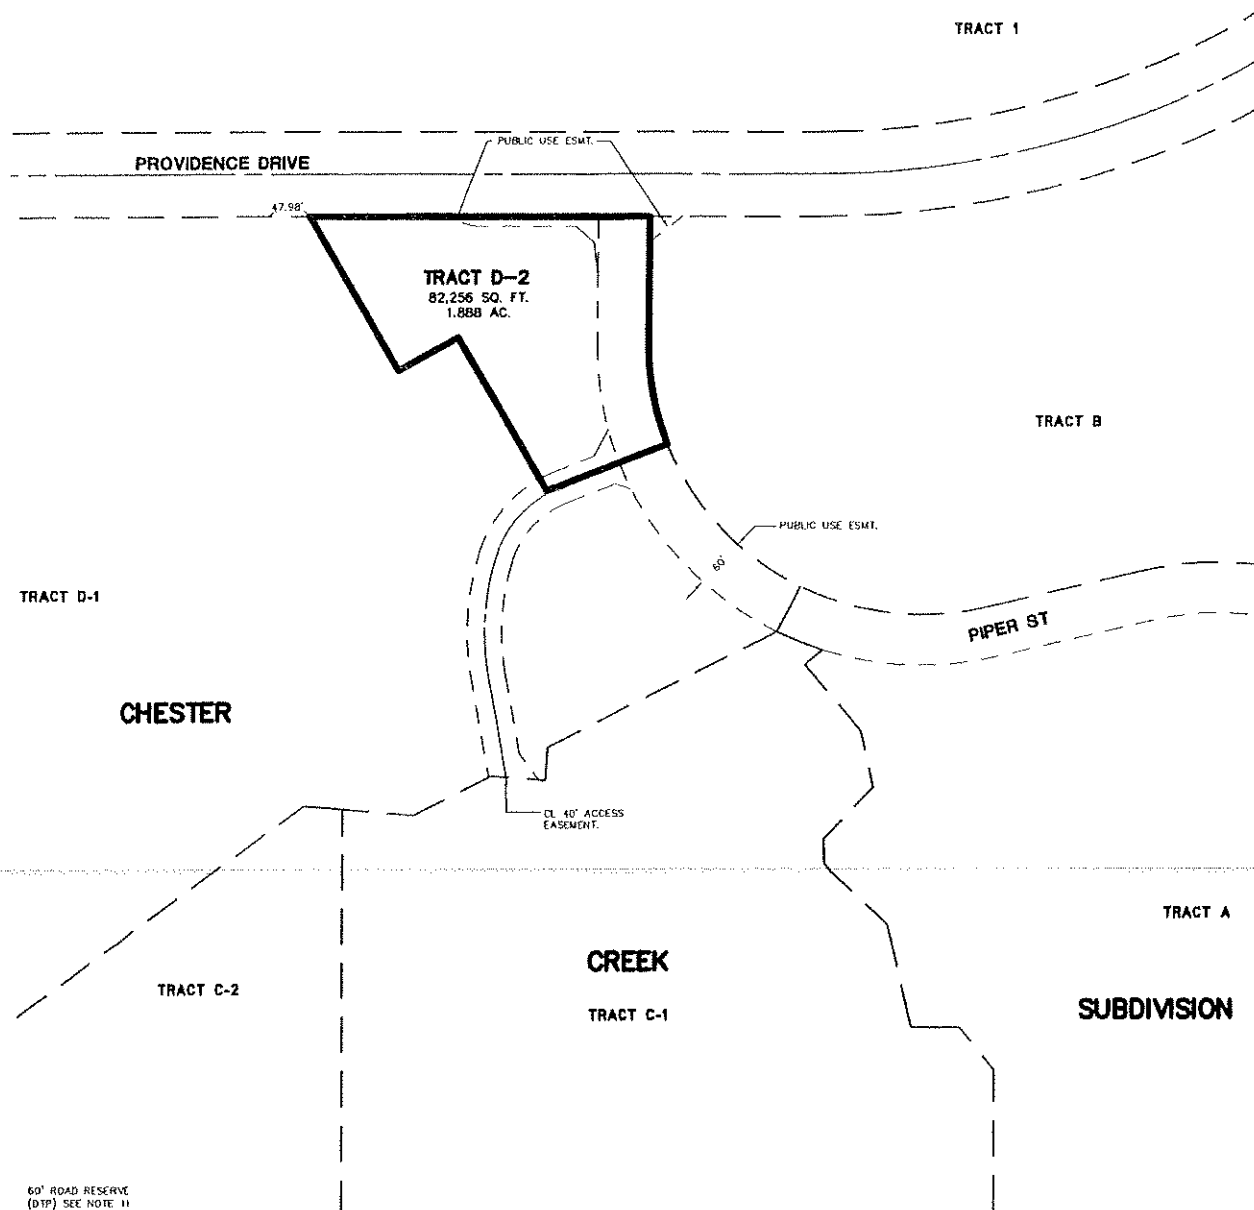 TRACT 1
PUBLIC USE ESMT.
PROVIDENCE DRIVE
47.98'
TRACT D-2
82,256 SQ. FT.
1.888 AC.
TRACT B
PUBLIC USE ESMT.
60'
TRACT D-1
PIPER ST
CHESTER
CL 40' ACCESS
EASEMENT.
TRACT A
CREEK
TRACT C-2
SUBDIVISION
TRACT C-1
60' ROAD RESERVE
(DTP) SEE NOTE 11